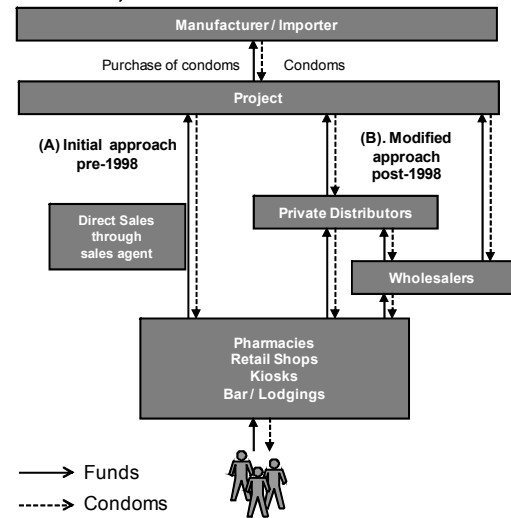 Manufacturer / Importer
Purchase of condoms
Condoms
Project
(A) Initial approach
pre-1998
(B). Modified
approach
post-1998
Direct Sales
through
sales agent
Private Distributors
Wholesalers
Pharmacies
Retail Shops
Kiosks
Bar / Lodgings
Funds
Condoms